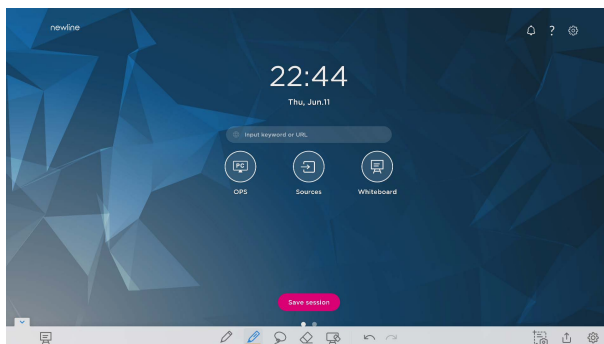 newline
?
22:44
Thu, Jun.11
Input keyword or URL
PC
OPS
Sources
Whiteboard
Save session